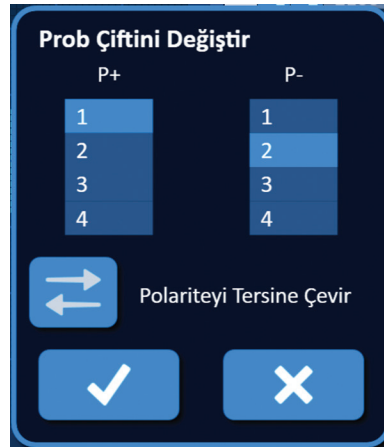 Prob Çiftini Değiştir
P+ P-
1 1
2 2
3 3
4 4
Polariteyi Tersine Çevir